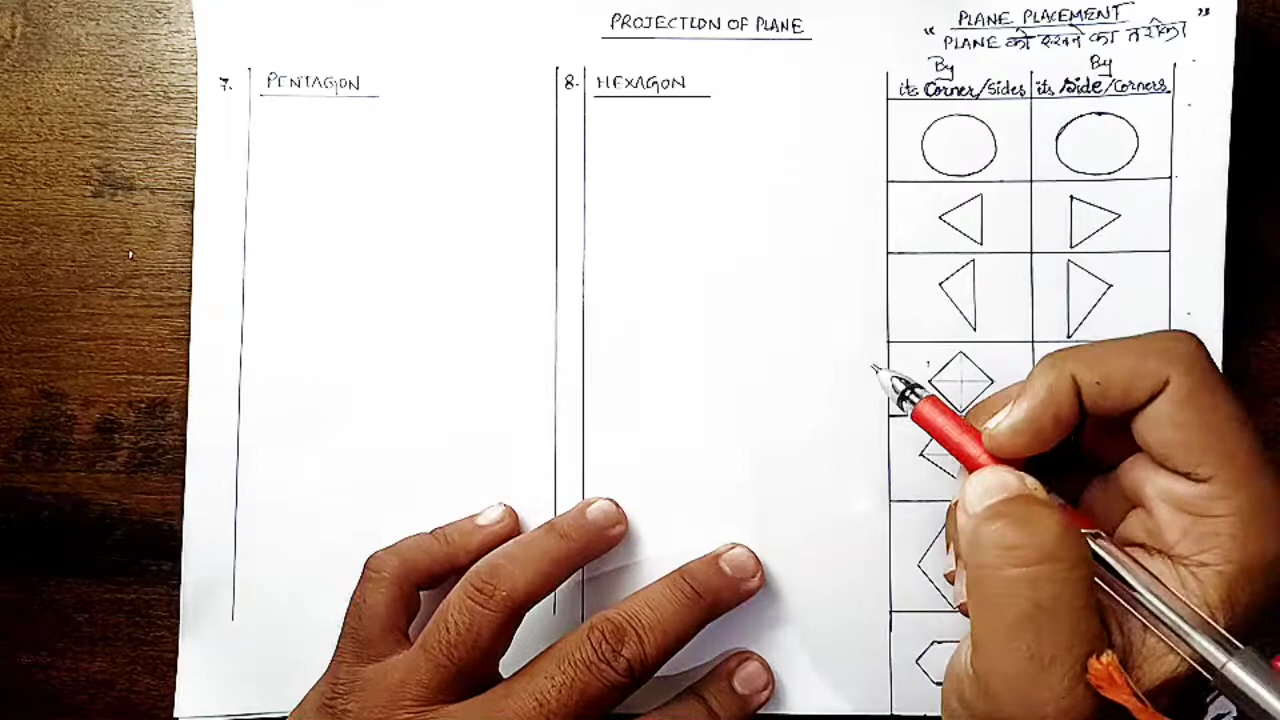 PROJECTION OF PLANE
PLANE PLACEMENT
“ PLANE को रखने का तरीका ”
7. PENTAGON
8. HEXAGON
By
its Corner/Sides
By
its Side/Corners